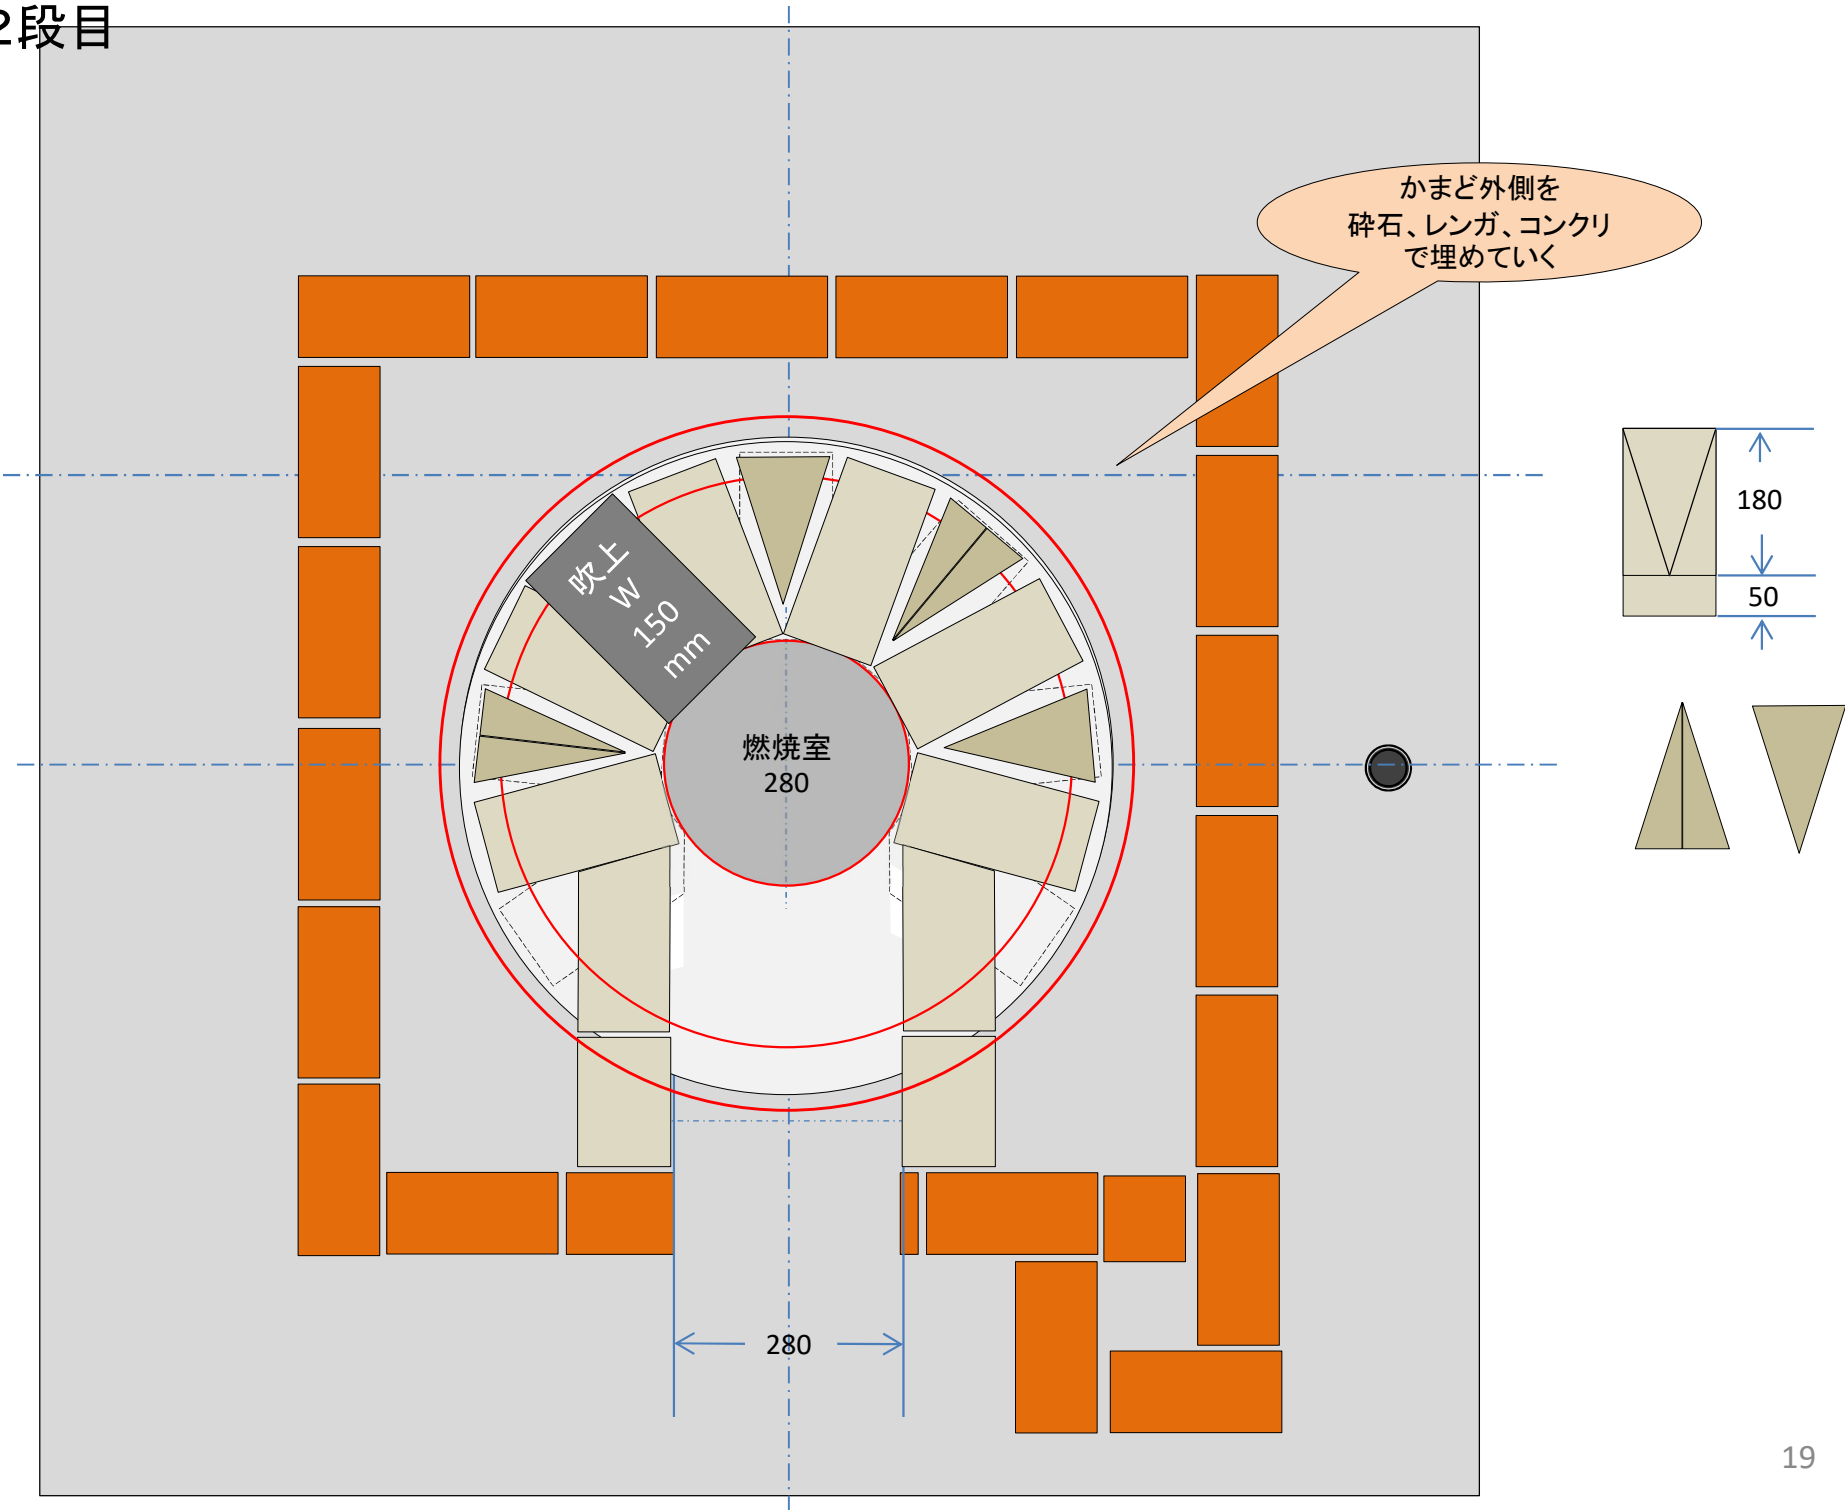 2段目
かまど外側を
砕石、レンガ、コンクリ
で埋めていく
180
50
吹上
W
150
mm
燃焼室
280
280
19